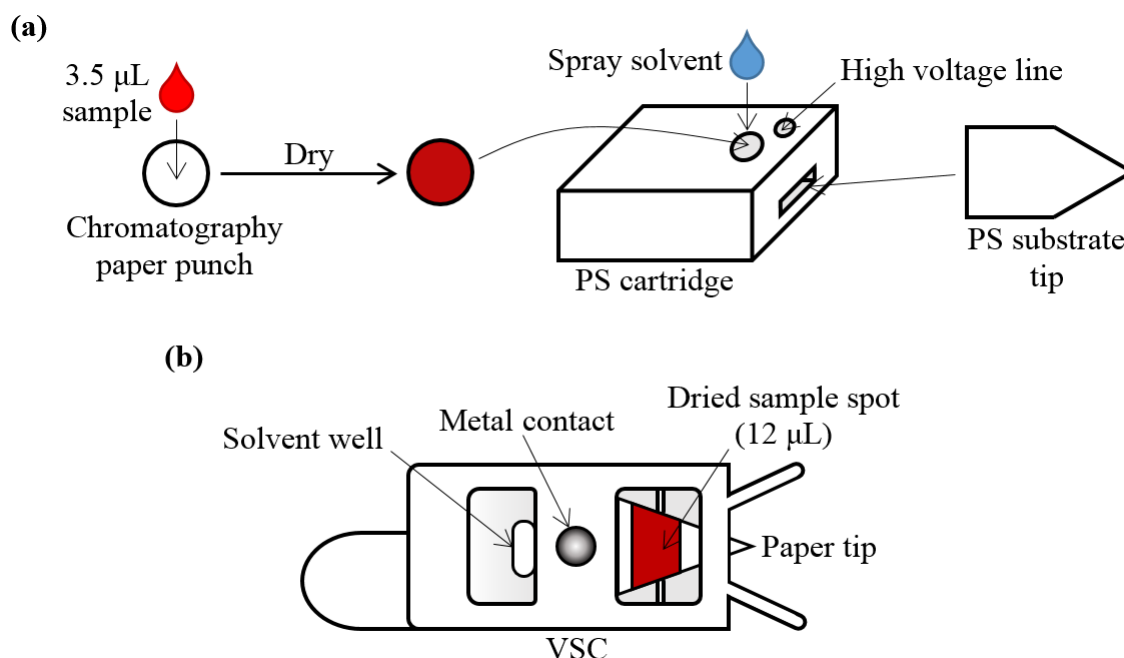 (a)
3.5 μL
sample
Spray solvent
High voltage line
Dry
Chromatography
paper punch
PS cartridge
PS substrate
tip
(b)
Solvent well
Metal contact
Dried sample spot
(12 μL)
Paper tip
VSC